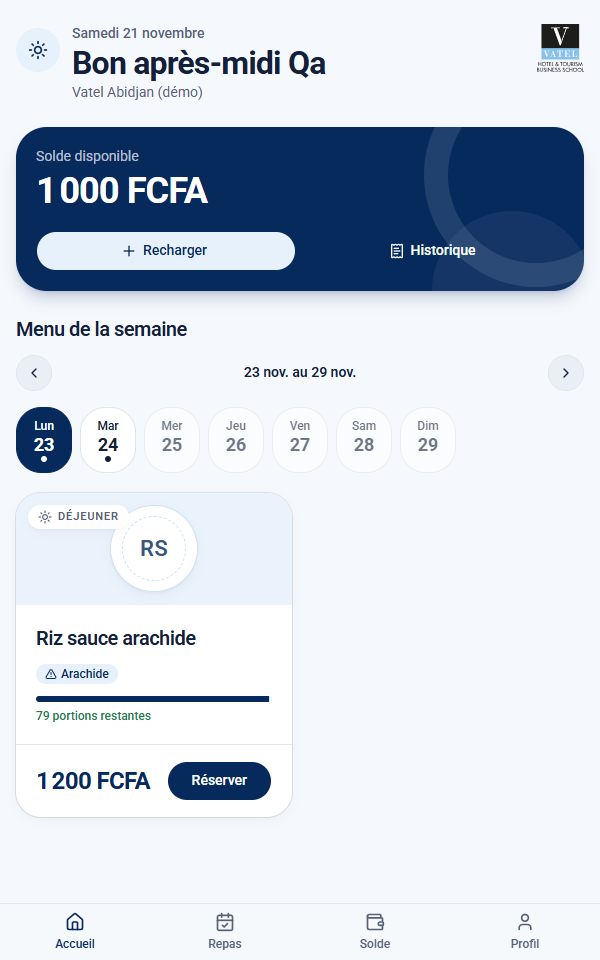 Samedi 21 novembre
Bon après-midi Qa
Vatel Abidjan (démo)
V
VATEL
HOTEL & TOURISM
BUSINESS SCHOOL
Solde disponible
1 000 FCFA
Recharger
Historique
Menu de la semaine
23 nov. au 29 nov.
Lun Mar Mer Jeu Ven Sam Dim
23 24 25 26 27 28 29
DÉJEUNER
RS
Riz sauce arachide
Arachide
79 portions restantes
1 200 FCFA
Réserver
Accueil Repas Solde Profil